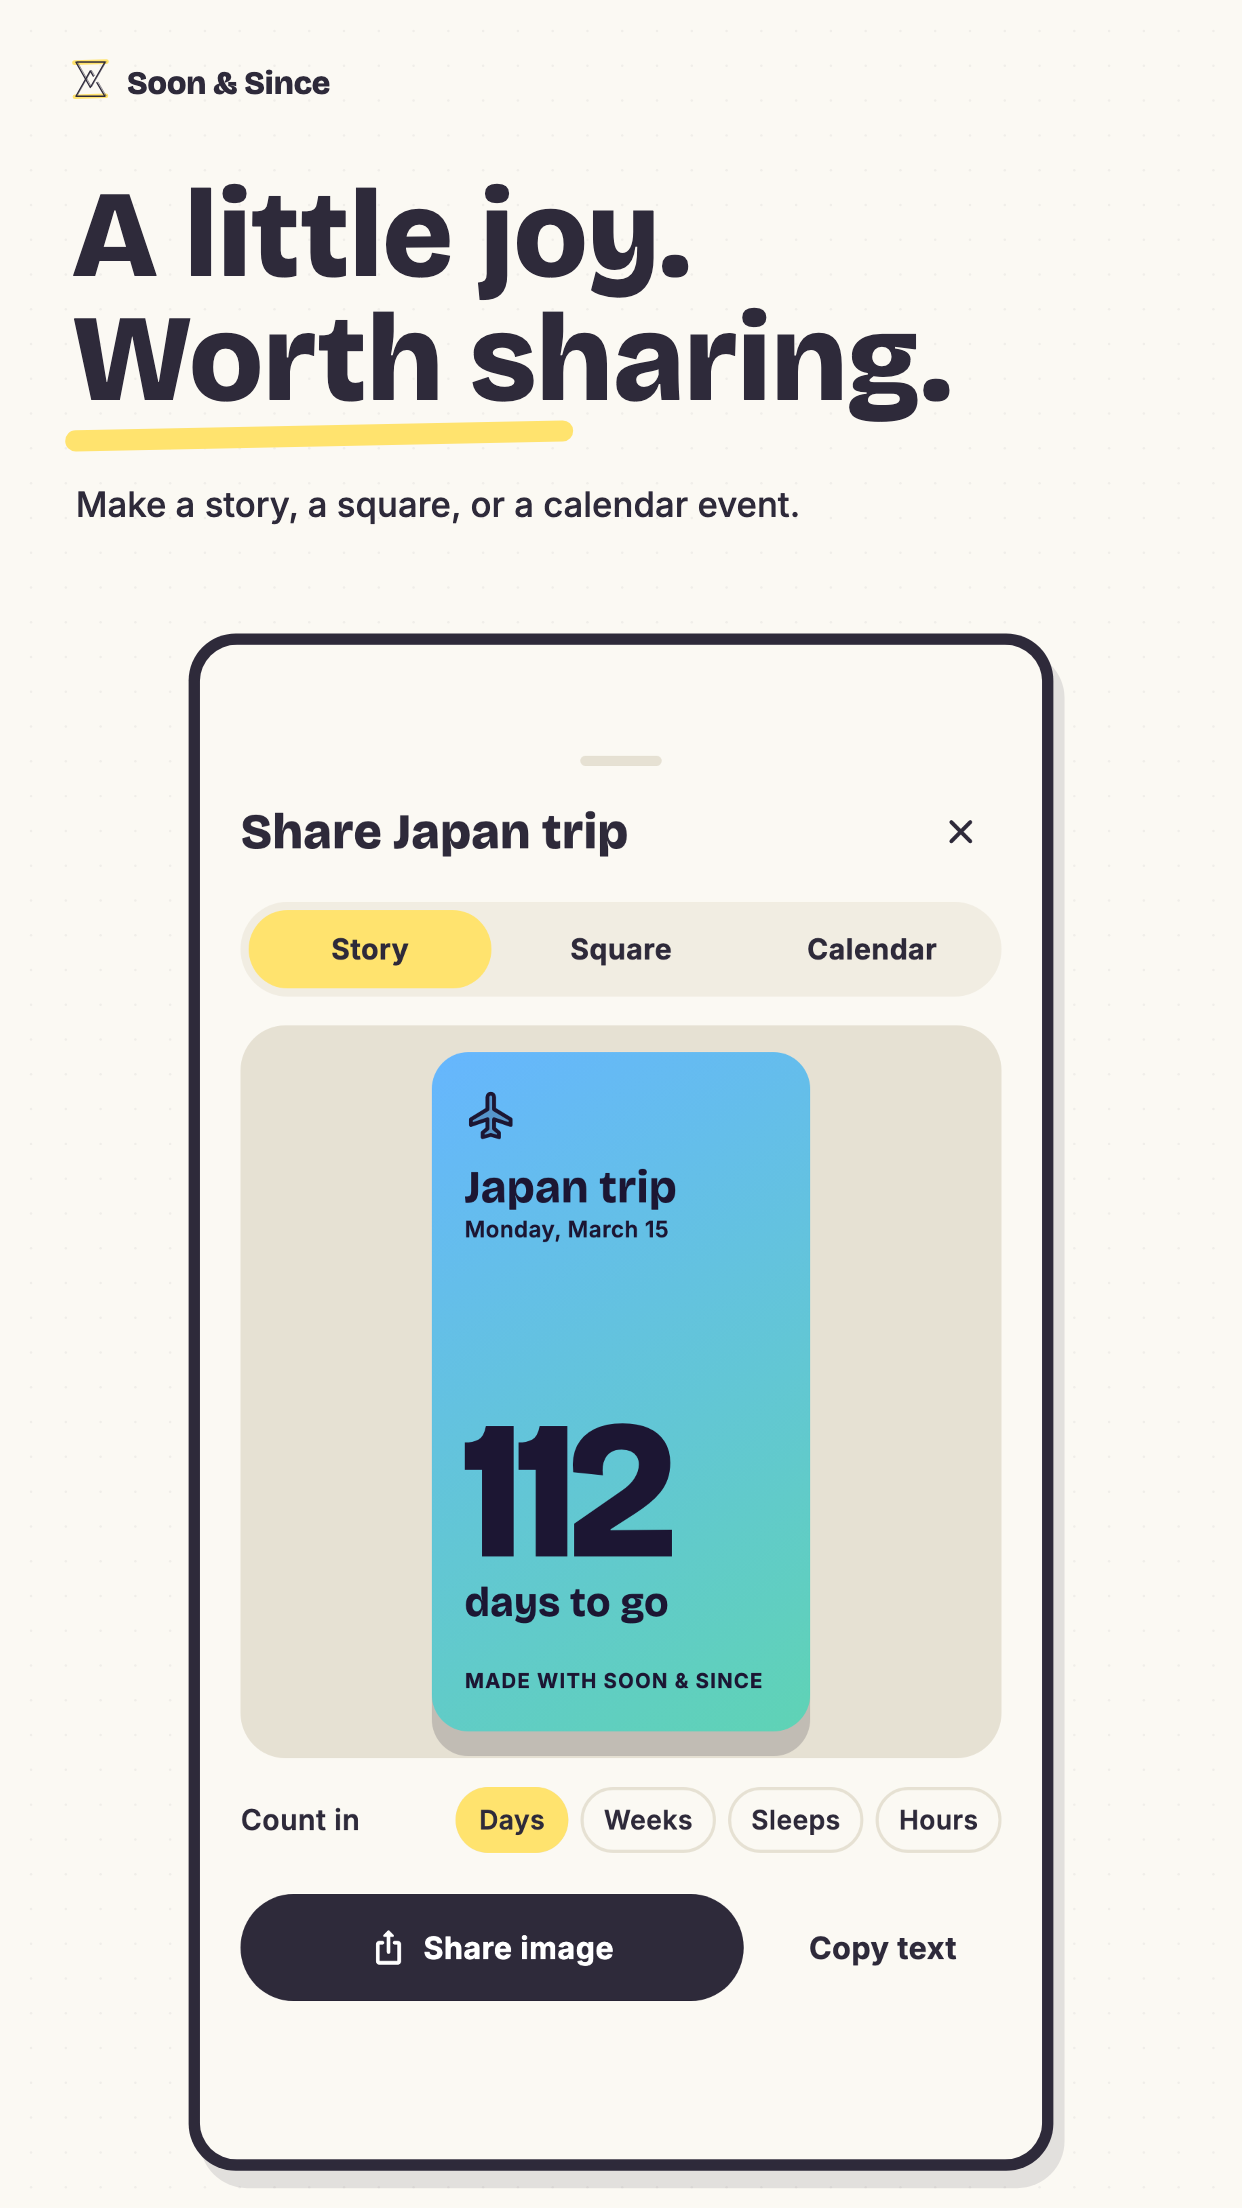 Soon & Since
A little joy.
Worth sharing.
Make a story, a square, or a calendar event.
Share Japan trip
Story Square Calendar
Japan trip
Monday, March 15
112
days to go
MADE WITH SOON & SINCE
Count in Days Weeks Sleeps Hours
Share image Copy text